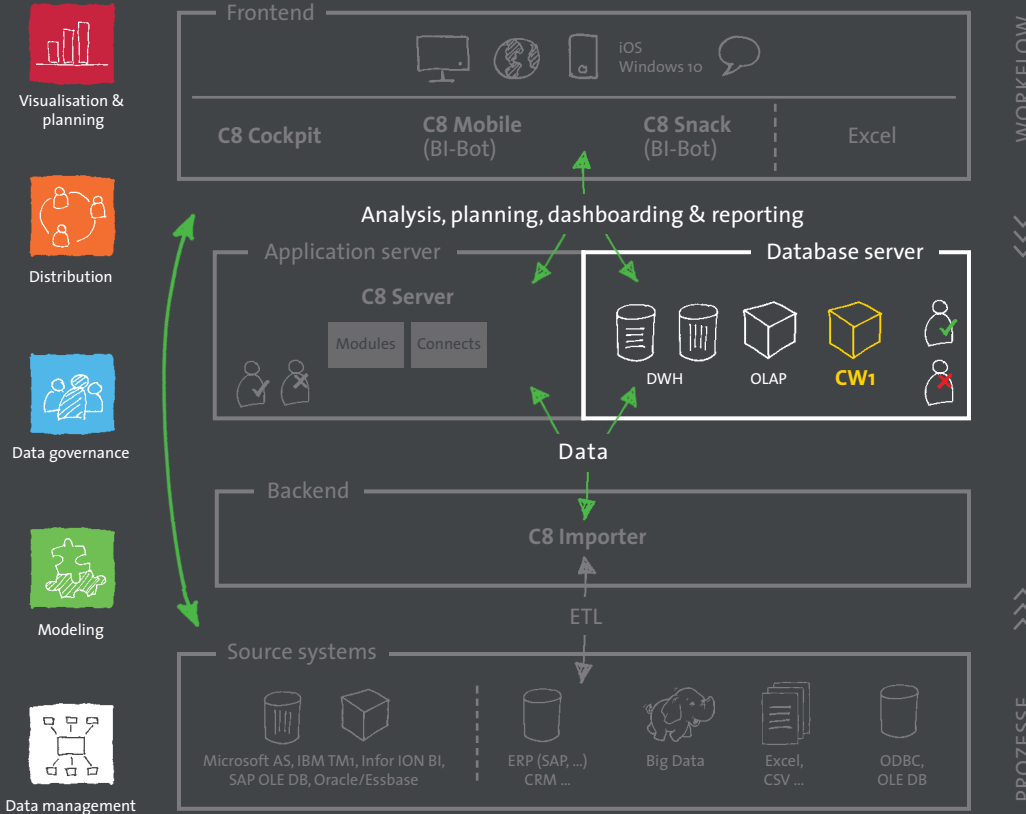 Frontend
iOS
Windows 10
C8 Cockpit
C8 Mobile
(BI-Bot)
C8 Snack
(BI-Bot)
Excel
Analysis, planning, dashboarding & reporting
Application server
C8 Server
Modules
Connects
Database server
DWH
OLAP
CW1
Data
Backend
C8 Importer
ETL
Source systems
Microsoft AS, IBM TM1, Infor ION BI,
SAP OLE DB, Oracle/Essbase
ERP (SAP, ...)
CRM ...
Big Data
Excel,
CSV ...
ODBC,
OLE DB
Visualisation &
planning
Distribution
Data governance
Modeling
Data management
WORKFLOW
PROZESSE